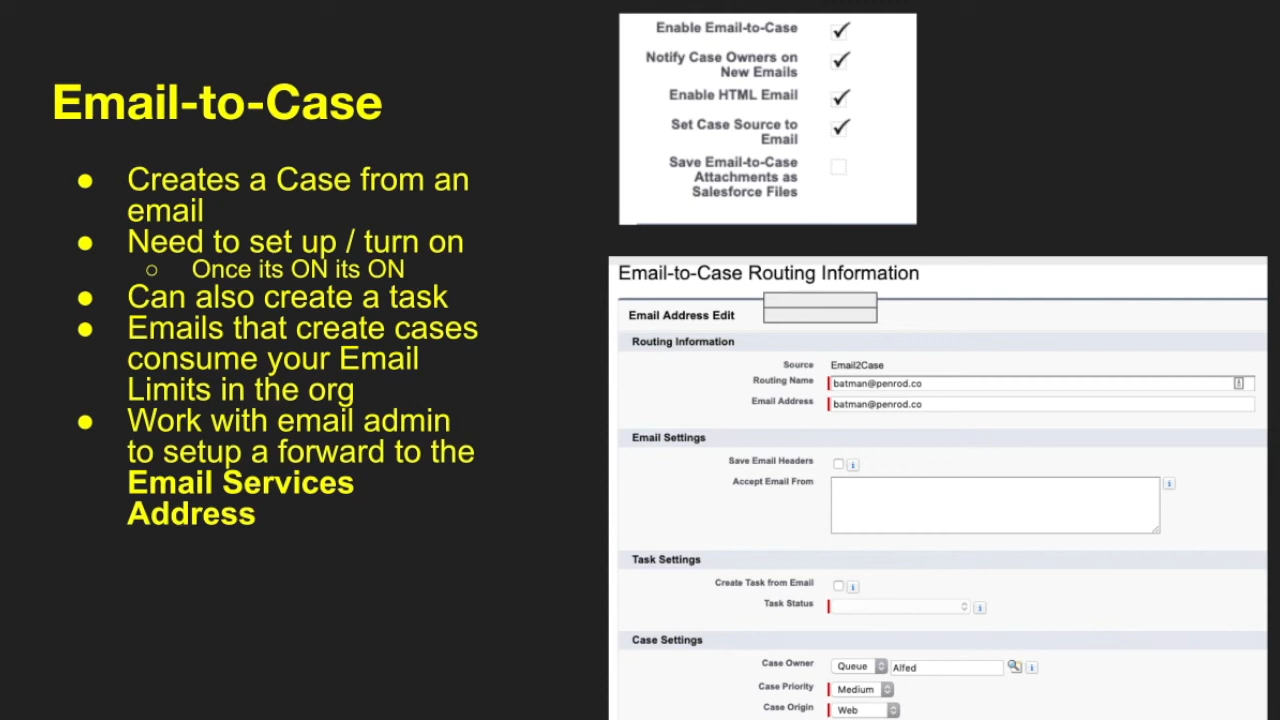 Email-to-Case
● Creates a Case from an
email
● Need to set up / turn on
○ Once its ON its ON
● Can also create a task
● Emails that create cases
consume your Email
Limits in the org
● Work with email admin
to setup a forward to the
Email Services
Address
Enable Email-to-Case
Notify Case Owners on
New Emails
Enable HTML Email
Set Case Source to
Email
Save Email-to-Case
Attachments as
Salesforce Files
Email-to-Case Routing Information
Email Address Edit
Routing Information
Source Email2Case
Routing Name batman@penrod.co
Email Address batman@penrod.co
Email Settings
Save Email Headers
Accept Email From
Task Settings
Create Task from Email
Task Status
Case Settings
Case Owner Queue Alfed
Case Priority Medium
Case Origin Web